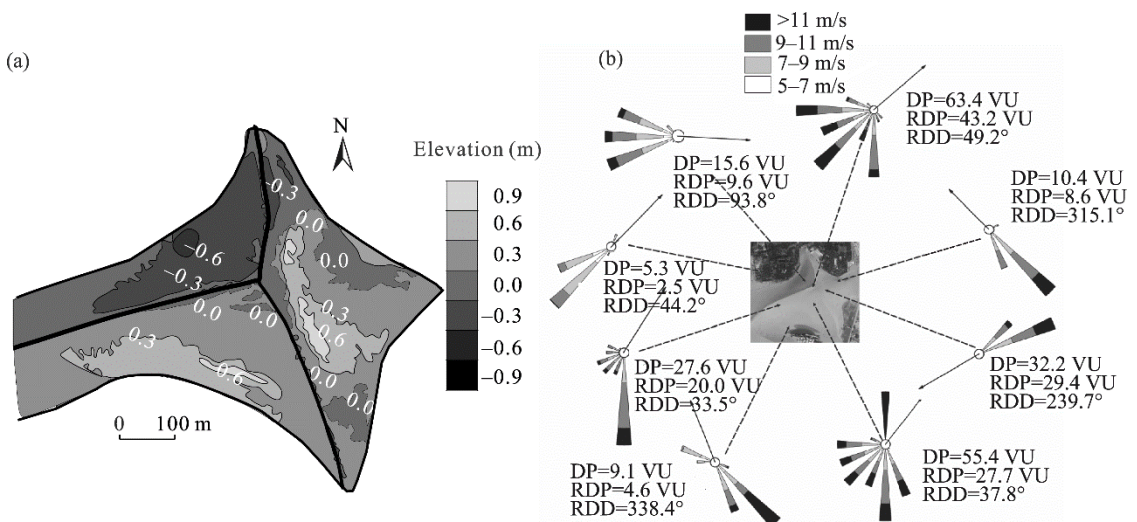 (a)
N
Elevation (m)
0.9
0.6
0.3
0.0
−0.3
−0.6
−0.9
−0.3
0.0
−0.6
0.0
−0.3
0.0
0.0
0.3
0.6
0.3
0.6
0.0
0.0
0 100 m
(b)
>11 m/s
9–11 m/s
7–9 m/s
5–7 m/s
DP=63.4 VU
RDP=43.2 VU
RDD=49.2°
DP=15.6 VU
RDP=9.6 VU
RDD=93.8°
DP=10.4 VU
RDP=8.6 VU
RDD=315.1°
DP=5.3 VU
RDP=2.5 VU
RDD=44.2°
DP=27.6 VU
RDP=20.0 VU
RDD=33.5°
DP=32.2 VU
RDP=29.4 VU
RDD=239.7°
DP=9.1 VU
RDP=4.6 VU
RDD=338.4°
DP=55.4 VU
RDP=27.7 VU
RDD=37.8°